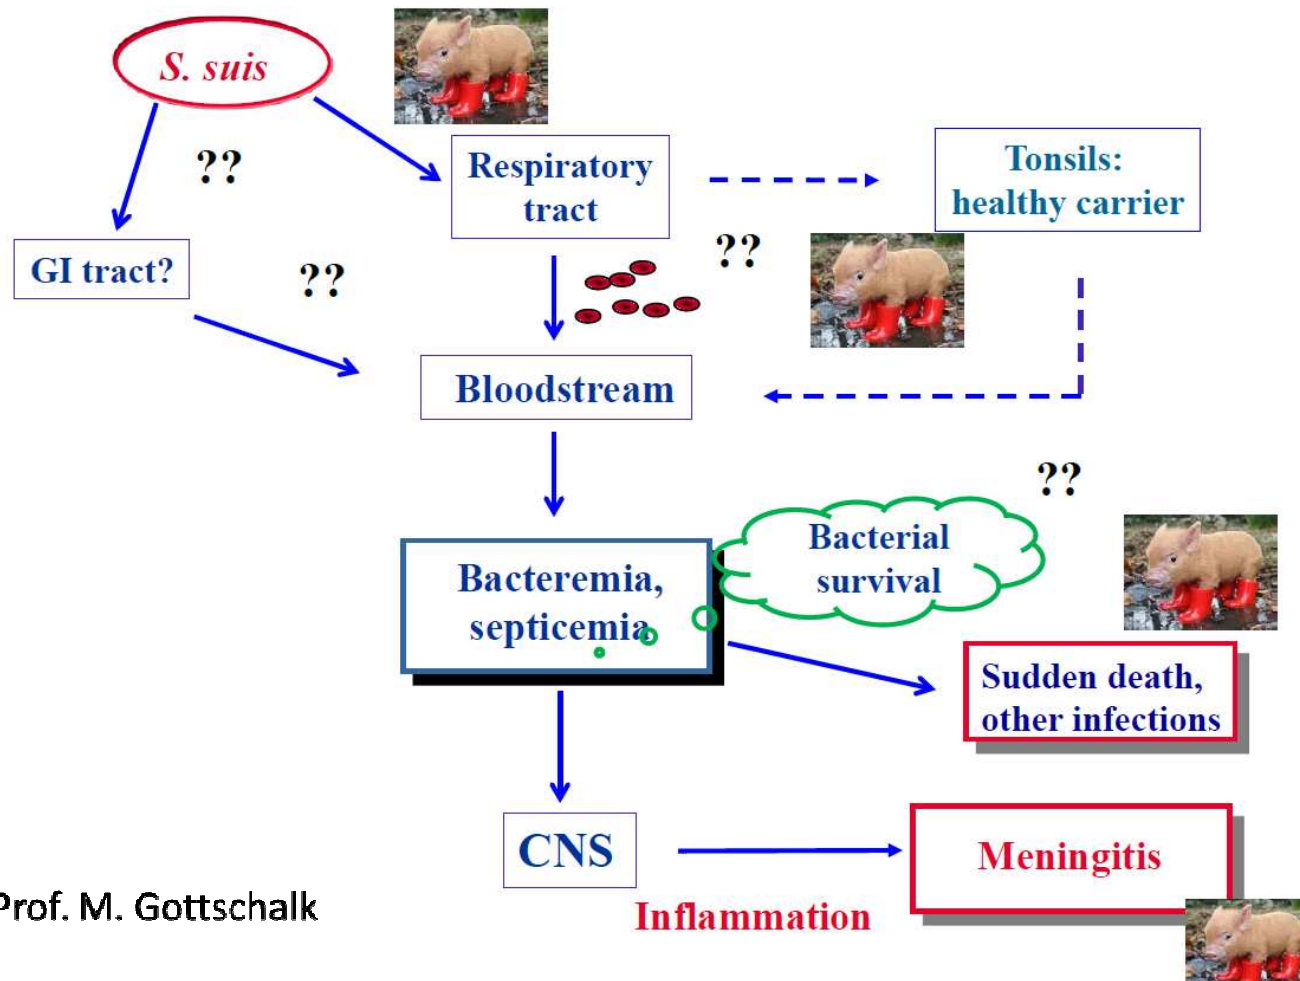 S. suis
??
Respiratory
tract
Tonsils:
healthy carrier
GI tract?
??
??
Bloodstream
??
Bacterial
survival
Bacteremia,
septicemia
Sudden death,
other infections
CNS
Inflammation
Meningitis
Prof. M. Gottschalk